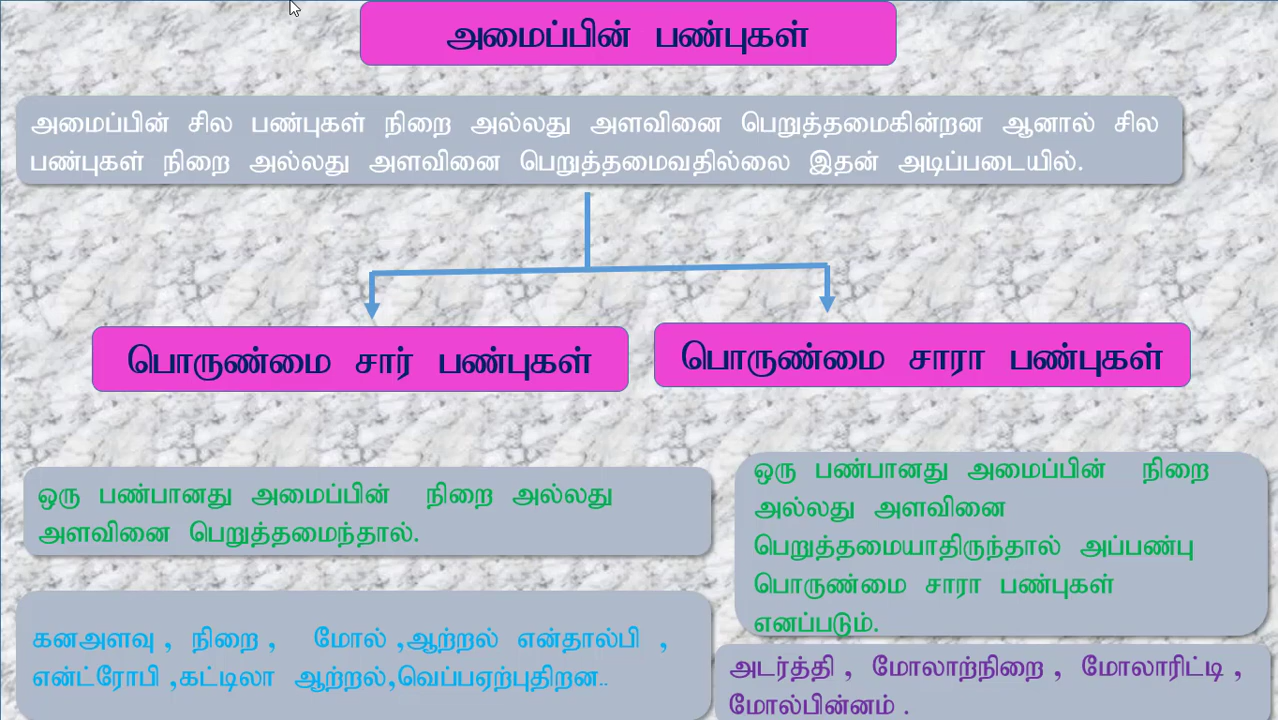 அமைப்பின் பண்புகள்
அமைப்பின் சில பண்புகள் நிறை அல்லது அளவினை பெறுத்தமைகின்றன ஆனால் சில
பண்புகள் நிறை அல்லது அளவினை பெறுத்தமைவதில்லை இதன் அடிப்படையில்.
பொருண்மை சார் பண்புகள்
பொருண்மை சாரா பண்புகள்
ஒரு பண்பானது அமைப்பின் நிறை அல்லது
அளவினை பெறுத்தமைந்தால்.
ஒரு பண்பானது அமைப்பின் நிறை
அல்லது அளவினை
பெறுத்தமையாதிருந்தால் அப்பண்பு
பொருண்மை சாரா பண்புகள்
எனப்படும்.
கனஅளவு , நிறை , மோல் ,ஆற்றல் என்தால்பி ,
என்ட்ரோபி ,கட்டிலா ஆற்றல்,வெப்பஏற்புதிறன..
அடர்த்தி , மோலாற்நிறை , மோலாரிட்டி ,
மோல்பின்னம் .